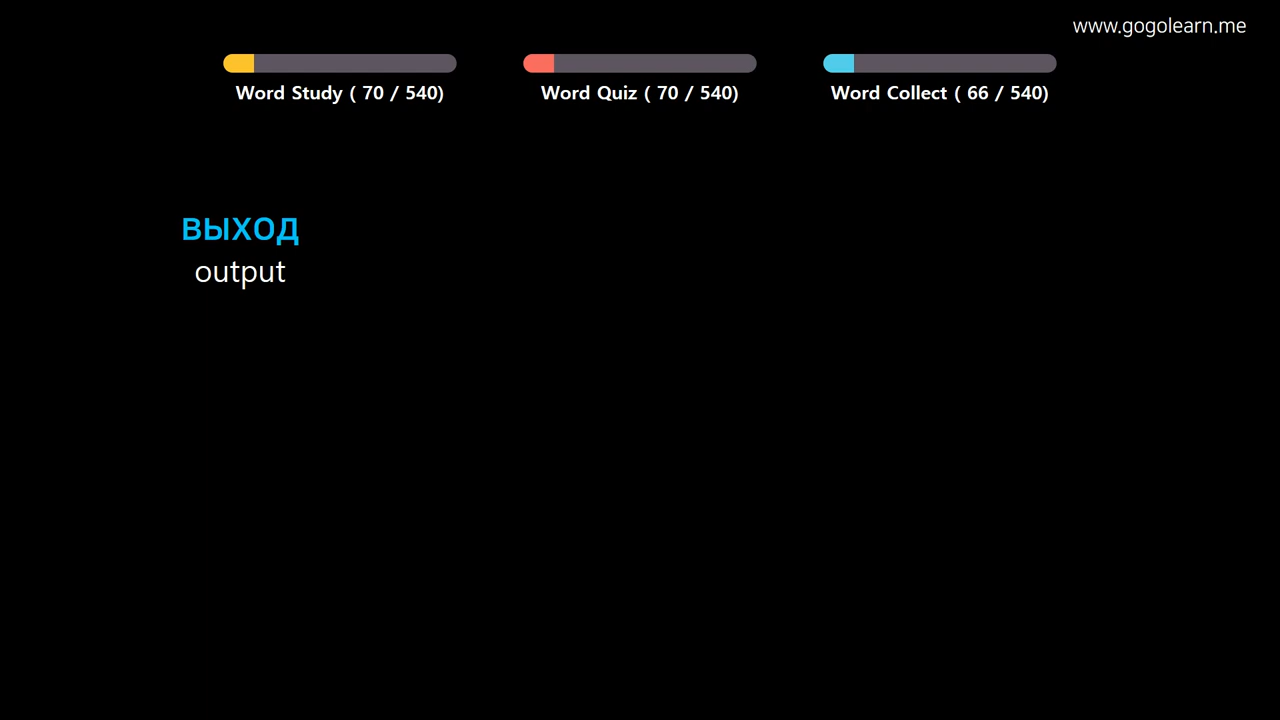 www.gogolearn.me
Word Study ( 70 / 540)
Word Quiz ( 70 / 540)
Word Collect ( 66 / 540)
ВЫХОД
output